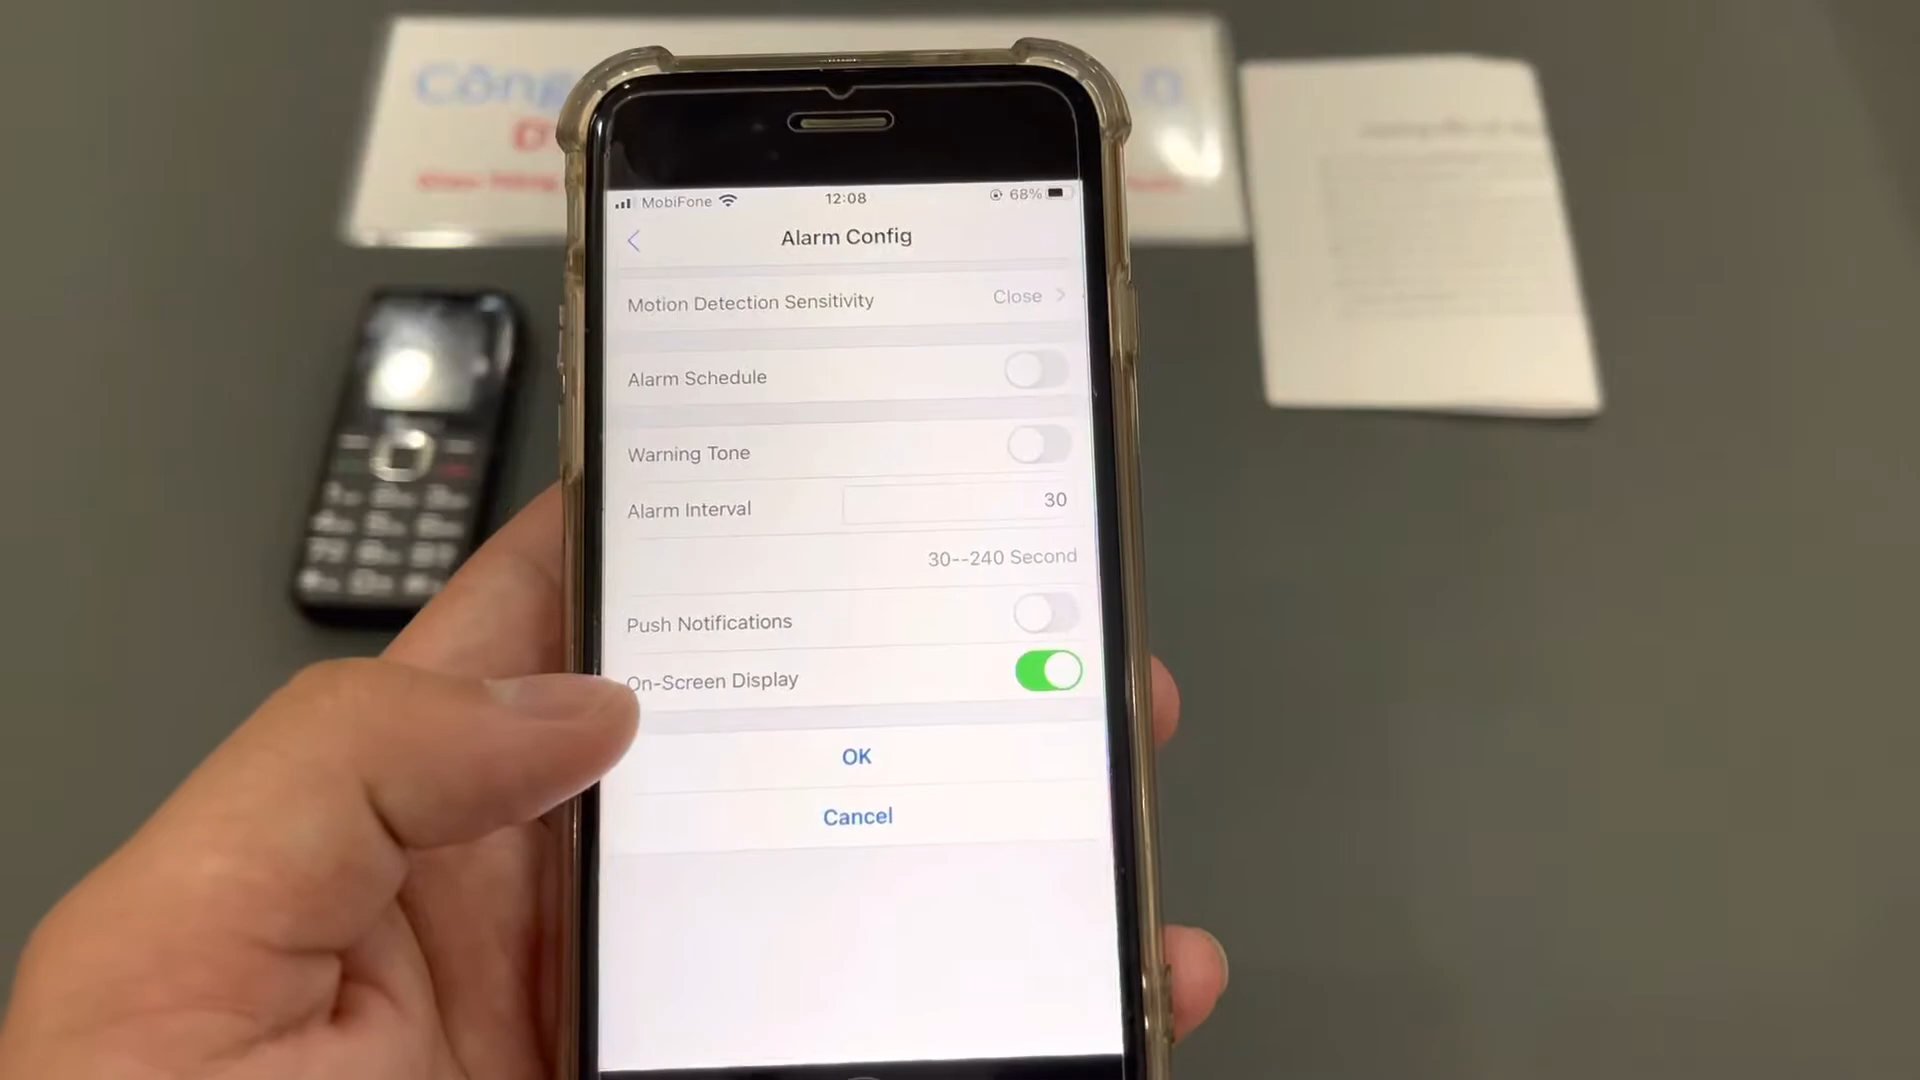 Công
MobiFone
12:08
68%
Alarm Config
Motion Detection Sensitivity
Close
Alarm Schedule
Warning Tone
Alarm Interval
30
30--240 Second
Push Notifications
On-Screen Display
OK
Cancel